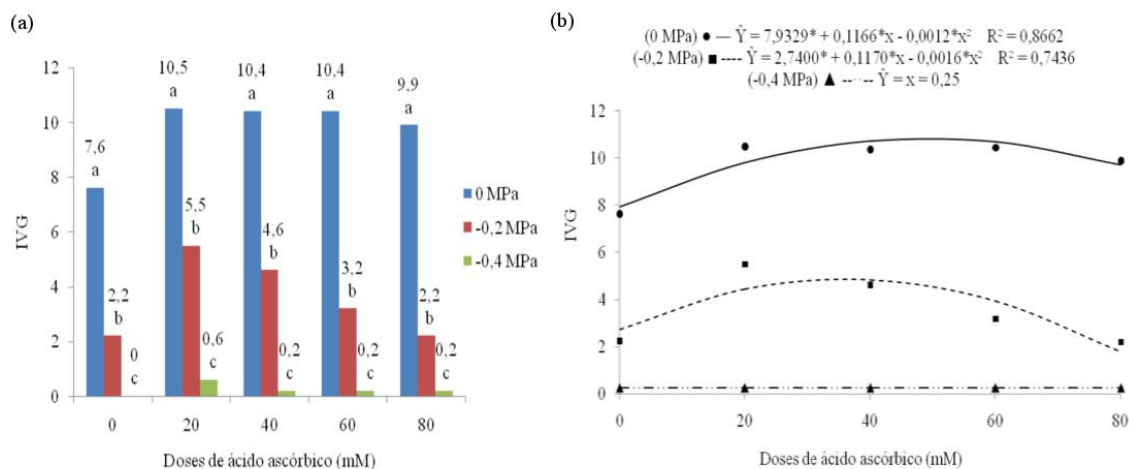 (a)
12
10
8
6
4
2
0
IVG
7,6
a
2,2
b
0
c
10,5
a
5,5
b
0,6
c
10,4
a
4,6
b
0,2
c
10,4
a
3,2
b
0,2
c
9,9
a
2,2
b
0,2
c
0 20 40 60 80
Doses de ácido ascórbico (mM)
0 MPa
-0,2 MPa
-0,4 MPa
(b)
(0 MPa) ● — Ŷ = 7,9329* + 0,1166*x - 0,0012*x² R² = 0,8662
(-0,2 MPa) ■ ---- Ŷ = 2,7400* + 0,1170*x - 0,0016*x² R² = 0,7436
(-0,4 MPa) ▲ -··- Ŷ = x = 0,25
12
10
8
6
4
2
0
IVG
0 20 40 60 80
Doses de ácido ascórbico (mM)